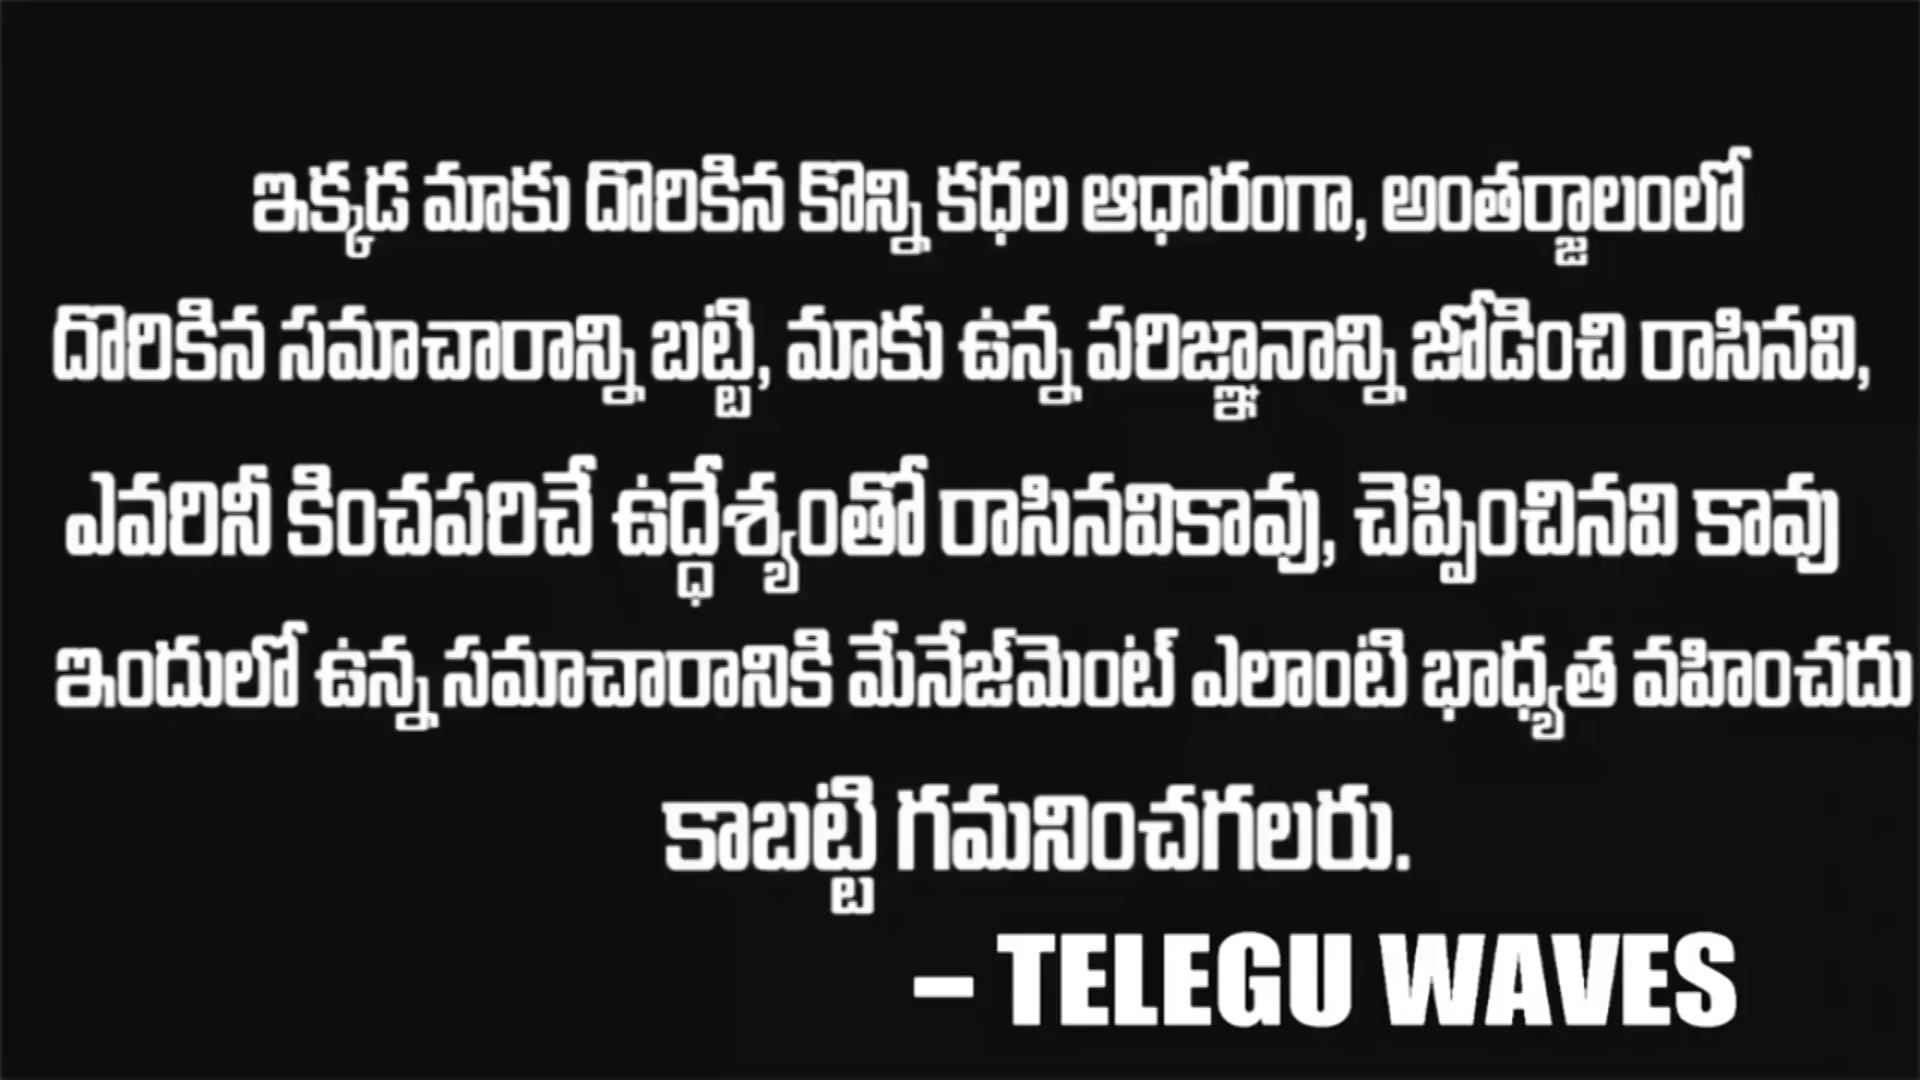 ఇక్కడ మాకు దొరికిన కొన్ని కధల ఆధారంగా, అంతర్జాలంలో
దొరికిన సమాచారాన్ని బట్టి, మాకు ఉన్న పరిజ్ఞానాన్ని జోడించి రాసినవి,
ఎవరినీ కించపరిచే ఉద్ధేశ్యంతో రాసినవికావు, చెప్పించినవి కావు
ఇందులో ఉన్న సమాచారానికి మేనేజ్‌మెంట్ ఎలాంటి భాధ్యత వహించదు
కాబట్టి గమనించగలరు.
– TELEGU WAVES